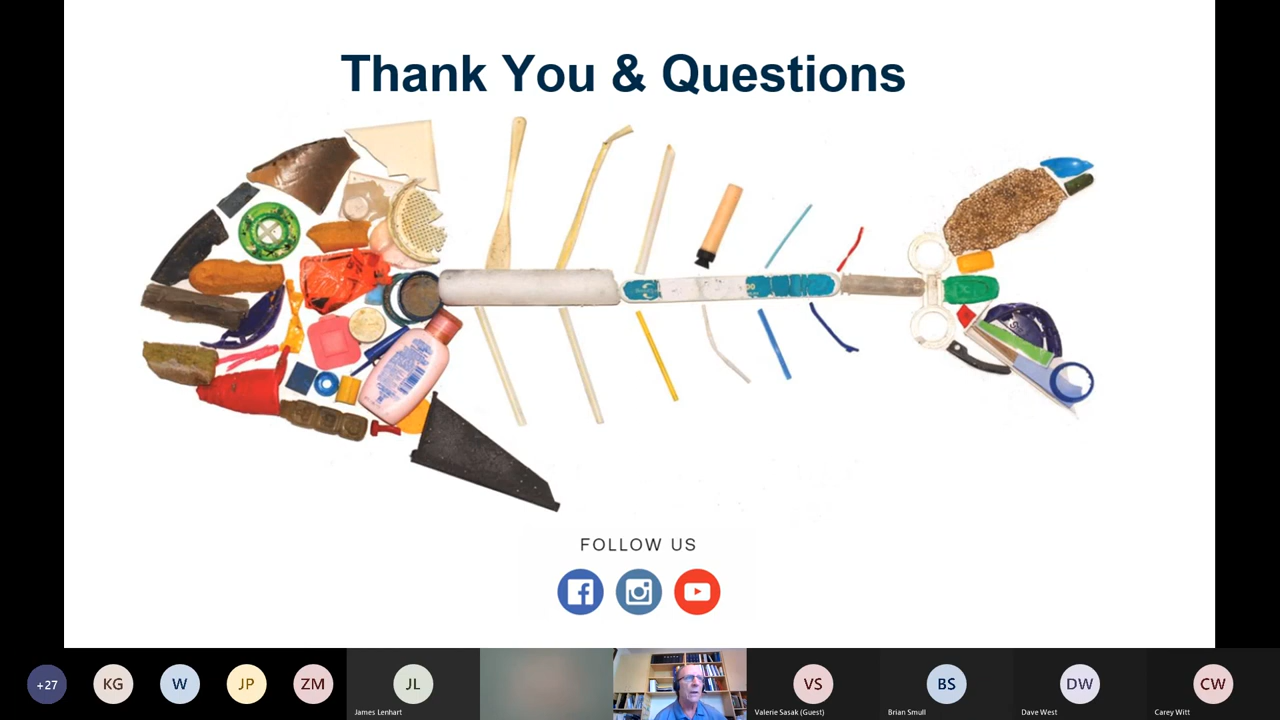 Thank You & Questions
FOLLOW US
+27
KG
W
JP
ZM
JL
James Lenhart
VS
Valerie Sasak (Guest)
BS
Brian Smull
DW
Dave West
CW
Carey Witt